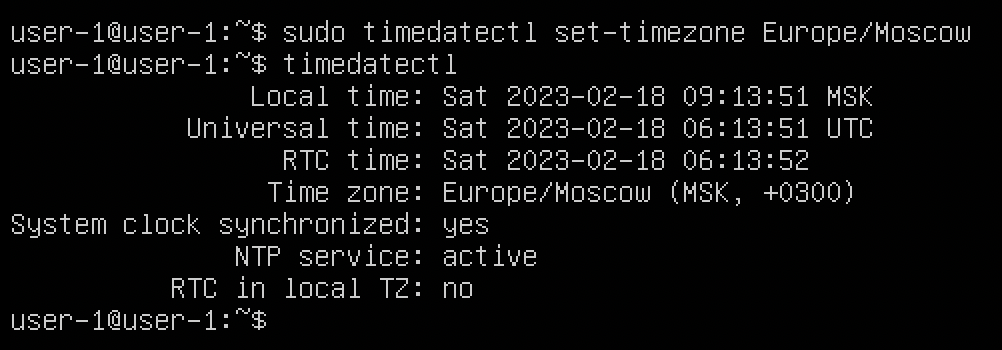 user-1@user-1:~$ sudo timedatectl set-timezone Europe/Moscow
user-1@user-1:~$ timedatectl
Local time: Sat 2023-02-18 09:13:51 MSK
Universal time: Sat 2023-02-18 06:13:51 UTC
RTC time: Sat 2023-02-18 06:13:52
Time zone: Europe/Moscow (MSK, +0300)
System clock synchronized: yes
NTP service: active
RTC in local TZ: no
user-1@user-1:~$